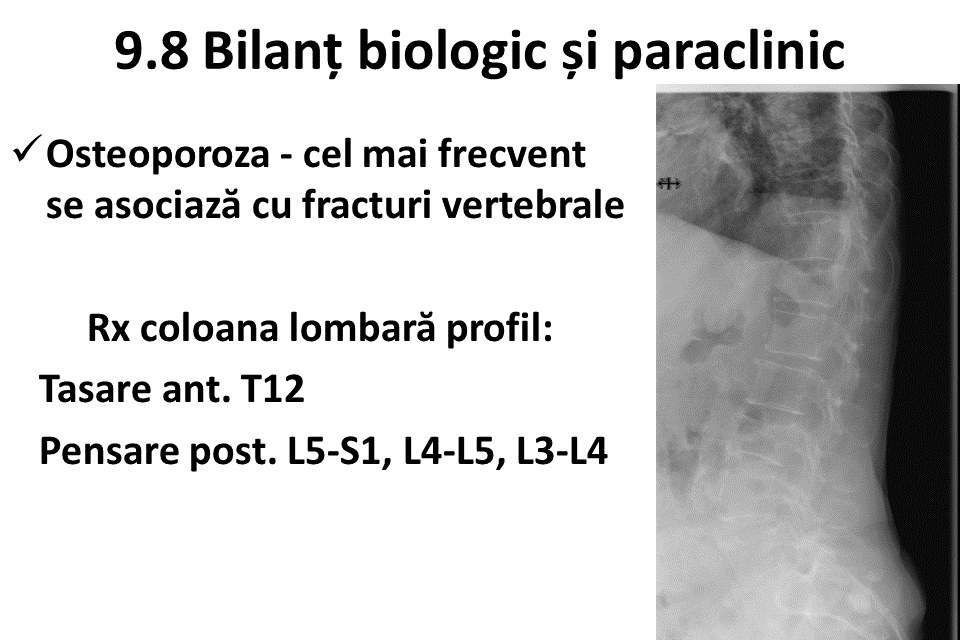 9.8 Bilanț biologic și paraclinic
Osteoporoza - cel mai frecvent
se asociază cu fracturi vertebrale
Rx coloana lombară profil:
Tasare ant. T12
Pensare post. L5-S1, L4-L5, L3-L4